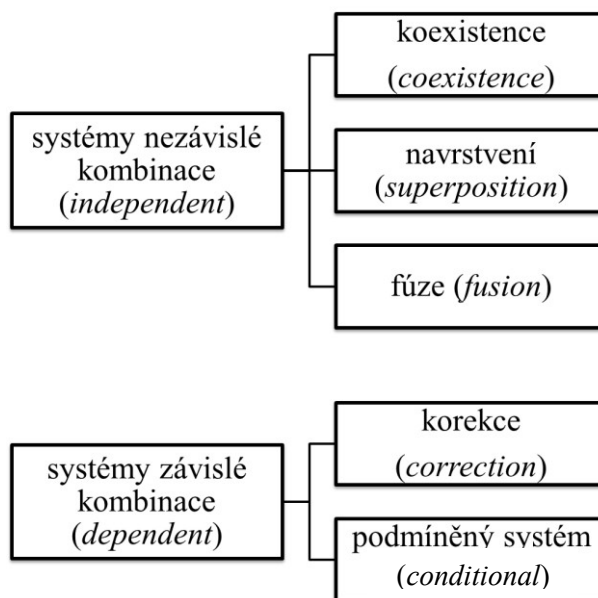 koexistence
(coexistence)
systémy nezávislé
kombinace
(independent)
navrstvení
(superposition)
fúze (fusion)
korekce
(correction)
systémy závislé
kombinace
(dependent)
podmíněný systém
(conditional)